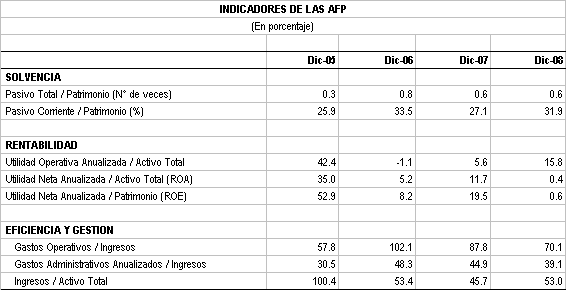 INDICADORES DE LAS AFP
(En porcentaje)
Dic-05 Dic-06 Dic-07 Dic-08
SOLVENCIA
Pasivo Total / Patrimonio (N° de veces) 0.3 0.8 0.6 0.6
Pasivo Corriente / Patrimonio (%) 25.9 33.5 27.1 31.9
RENTABILIDAD
Utilidad Operativa Anualizada / Activo Total 42.4 -1.1 5.6 15.8
Utilidad Neta Anualizada / Activo Total (ROA) 35.0 5.2 11.7 0.4
Utilidad Neta Anualizada / Patrimonio (ROE) 52.9 8.2 19.5 0.6
EFICIENCIA Y GESTION
Gastos Operativos / Ingresos 57.8 102.1 87.8 70.1
Gastos Administrativos Anualizados / Ingresos 30.5 48.3 44.9 39.1
Ingresos / Activo Total 100.4 53.4 45.7 53.0